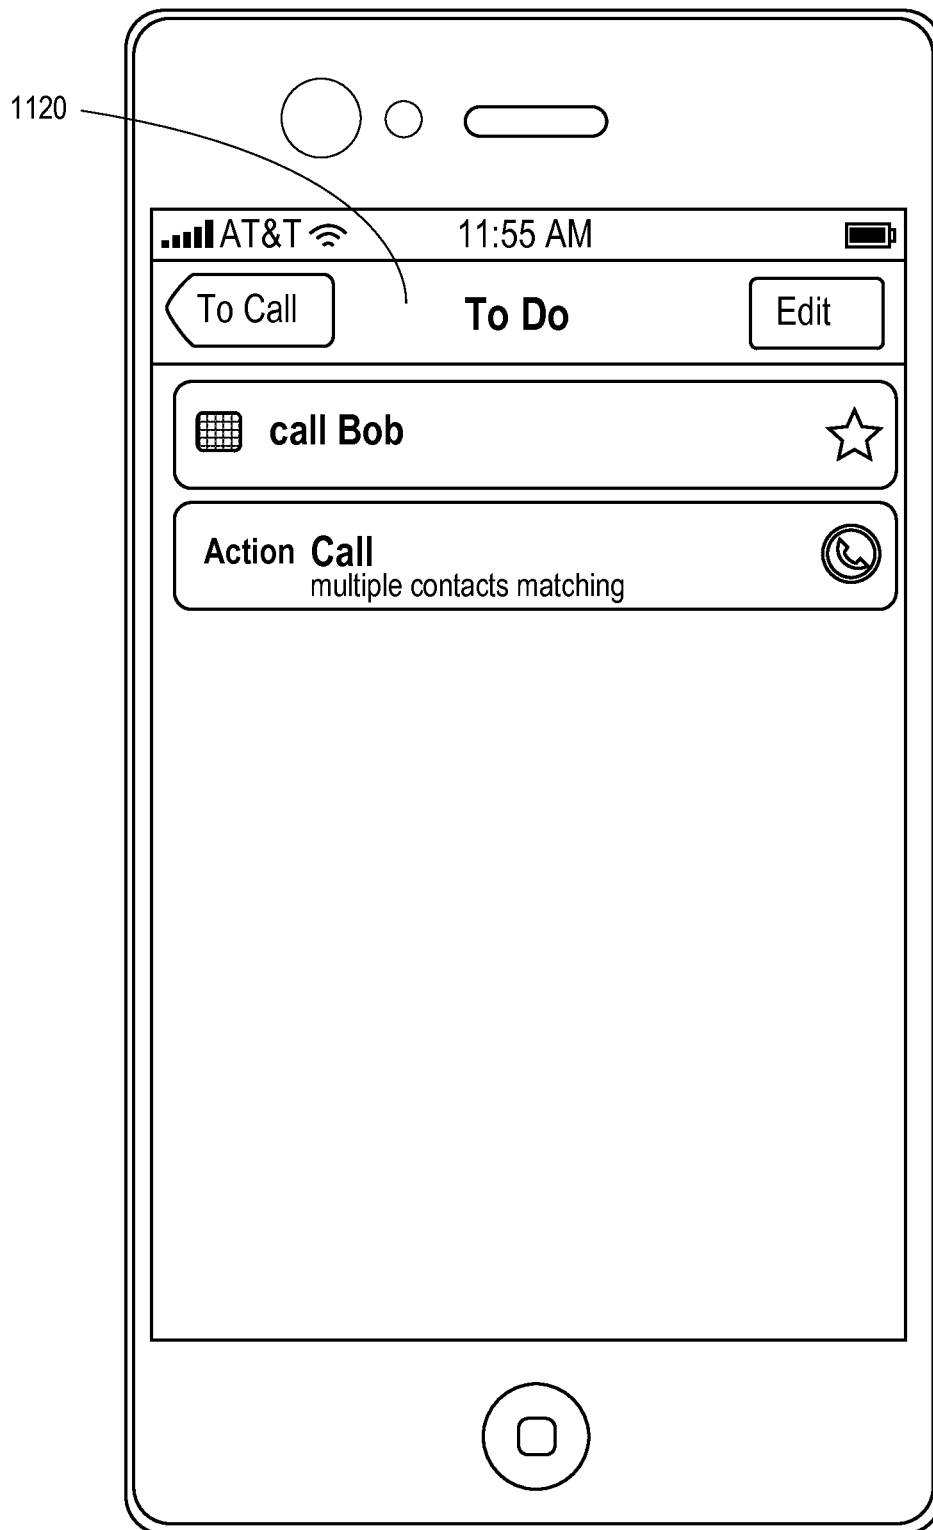 1120
AT&T 11:55 AM
To Call To Do Edit
call Bob
Action Call
multiple contacts matching